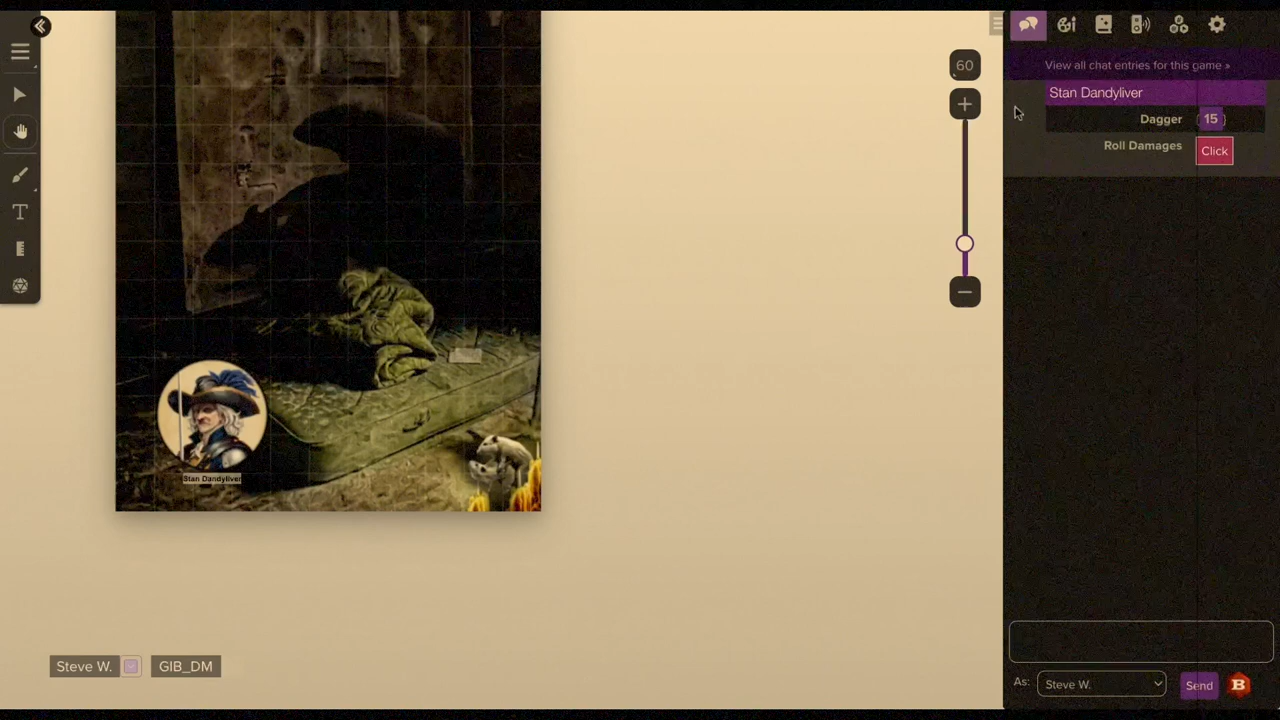 60
View all chat entries for this game »
Stan Dandyliver
Dagger 15
Roll Damages Click
Stan Dandyliver
Steve W. GIB_DM
As: Steve W. Send B